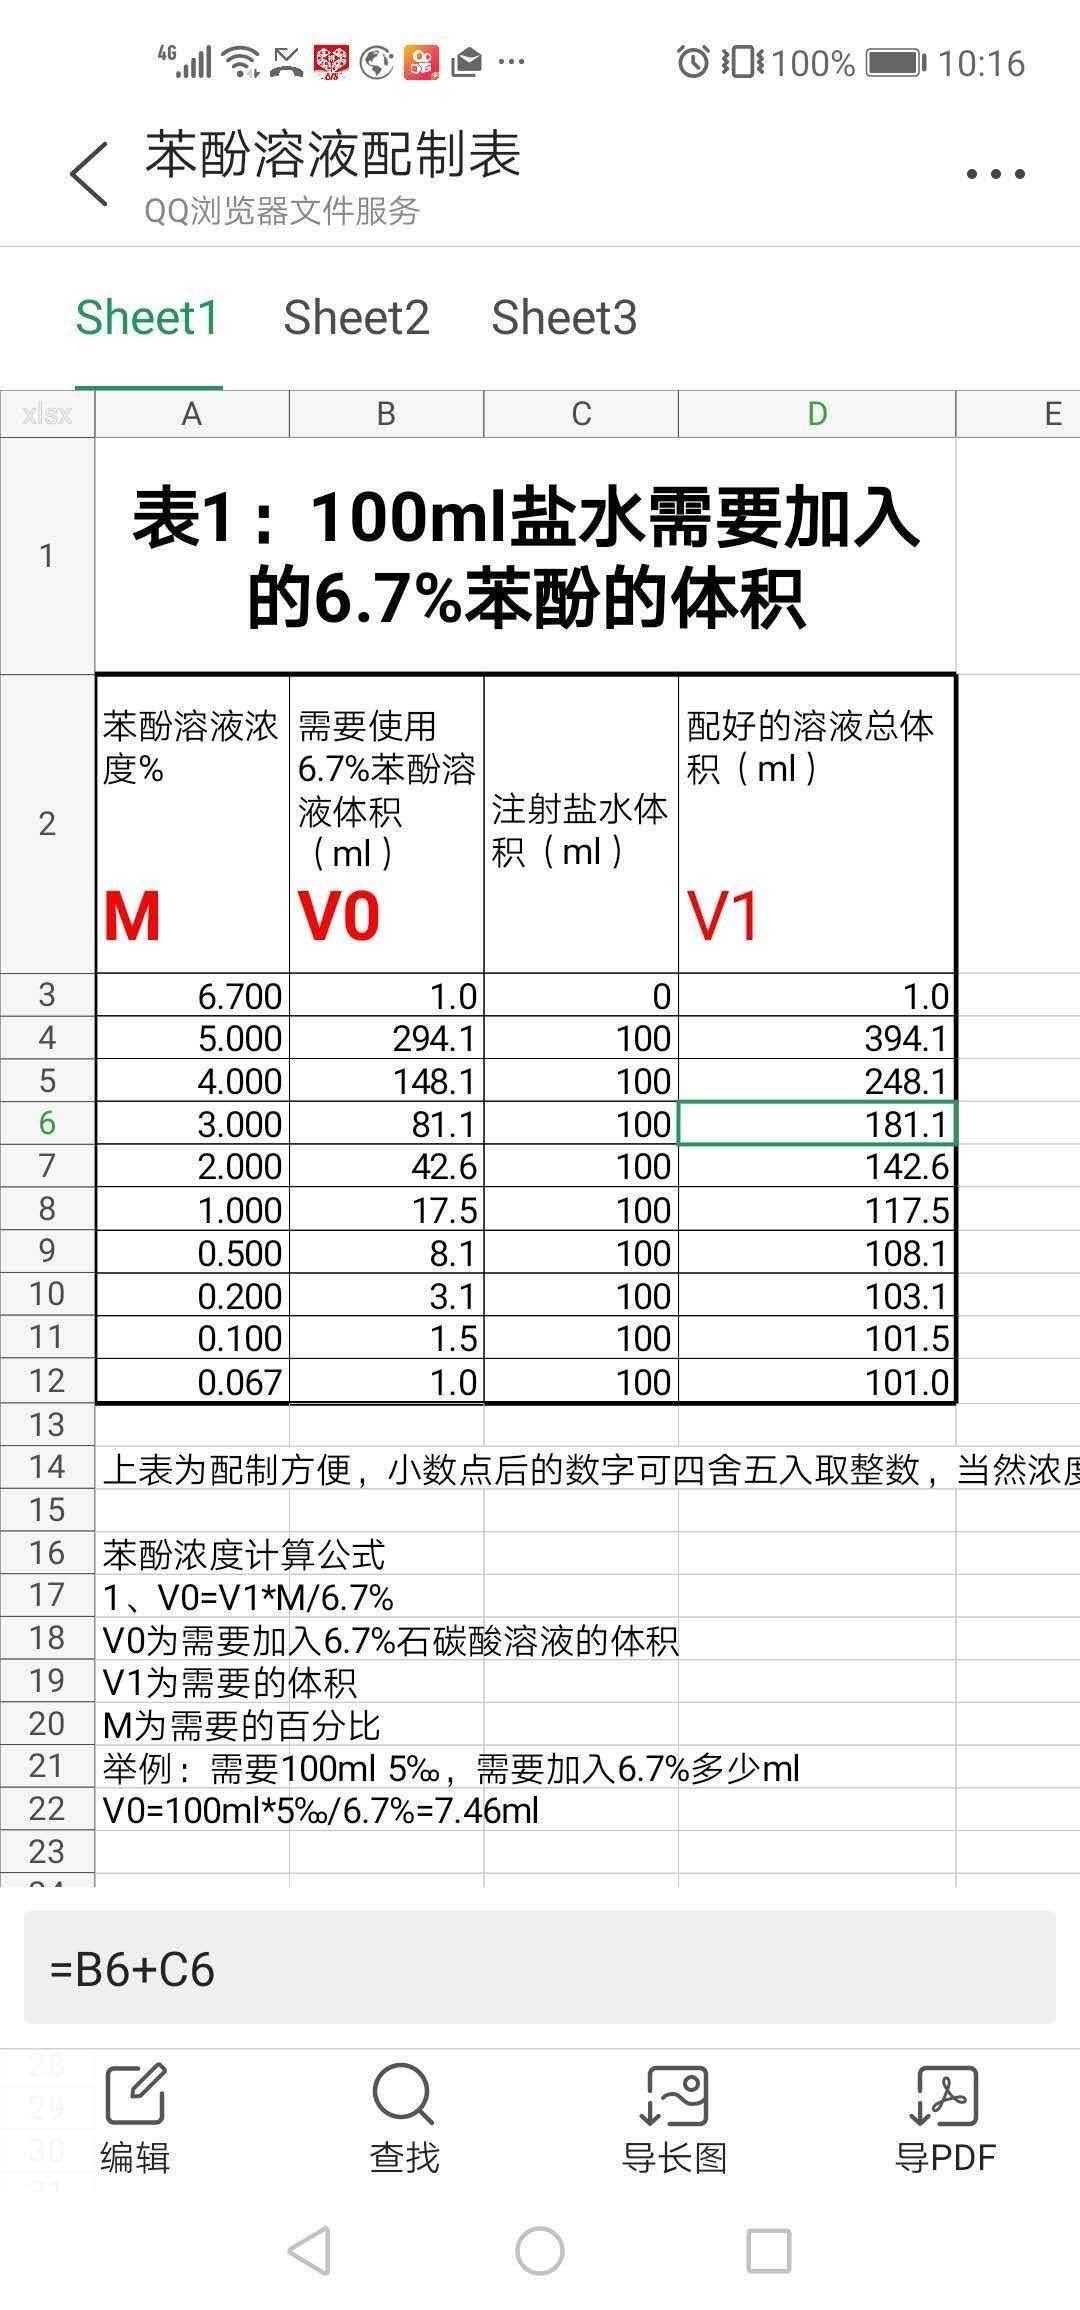 4G 100% 10:16
苯酚溶液配制表
QQ浏览器文件服务
Sheet1 Sheet2 Sheet3
xlsx A B C D E
1 表1：100ml盐水需要加入
的6.7%苯酚的体积
2 苯酚溶液浓度% M 需要使用6.7%苯酚溶液体积（ml） V0 注射盐水体积（ml） 配好的溶液总体积（ml） V1
3 6.700 1.0 0 1.0
4 5.000 294.1 100 394.1
5 4.000 148.1 100 248.1
6 3.000 81.1 100 181.1
7 2.000 42.6 100 142.6
8 1.000 17.5 100 117.5
9 0.500 8.1 100 108.1
10 0.200 3.1 100 103.1
11 0.100 1.5 100 101.5
12 0.067 1.0 100 101.0
13
14 上表为配制方便，小数点后的数字可四舍五入取整数，当然浓度
15
16 苯酚浓度计算公式
17 1、V0=V1*M/6.7%
18 V0为需要加入6.7%石碳酸溶液的体积
19 V1为需要的体积
20 M为需要的百分比
21 举例：需要100ml 5‰，需要加入6.7%多少ml
22 V0=100ml*5‰/6.7%=7.46ml
23
=B6+C6
28
29
30
编辑 查找 导长图 导PDF